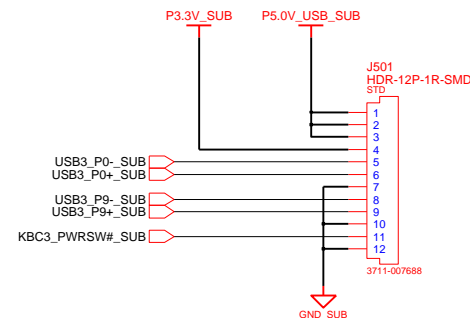 P3.3V_SUB
P5.0V_USB_SUB
J501
HDR-12P-1R-SMD
STD
1
2
3
4
USB3_P0-_SUB
5
USB3_P0+_SUB
6
7
USB3_P9-_SUB
8
USB3_P9+_SUB
9
10
KBC3_PWRSW#_SUB
11
12
3711-007688
GND_SUB